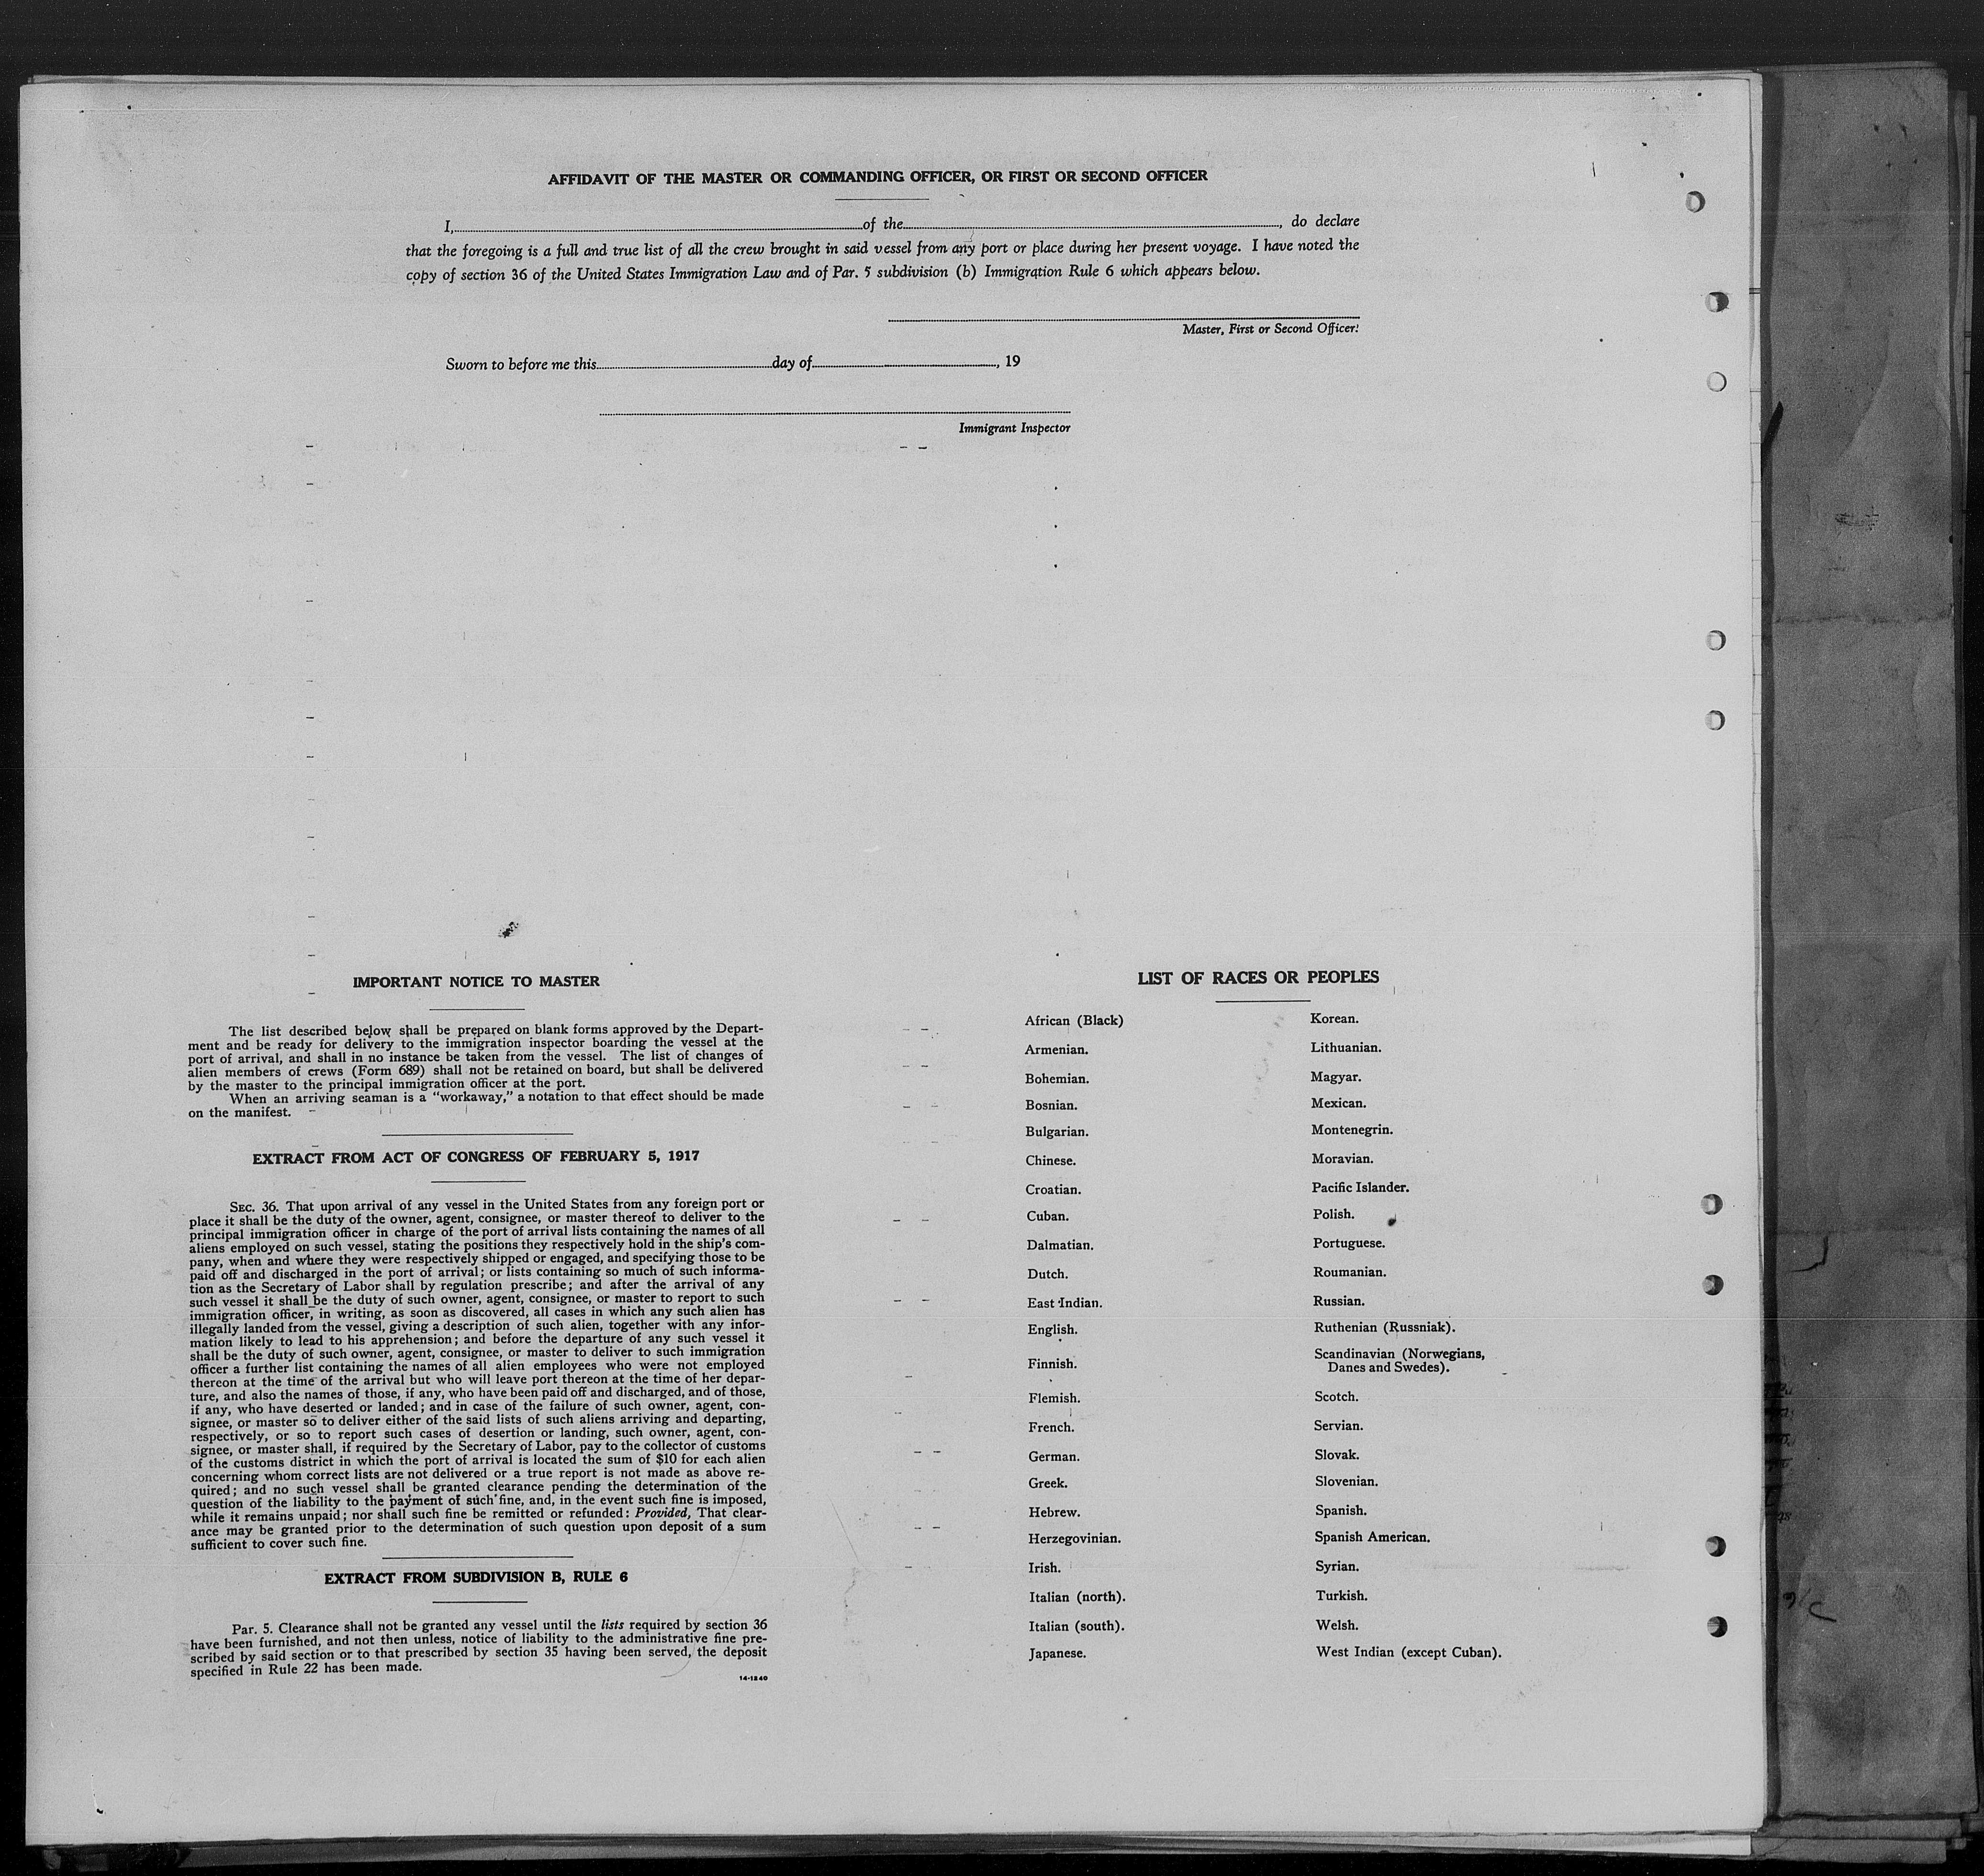 AFFIDAVIT OF THE MASTER OR COMMANDING OFFICER, OR FIRST OR SECOND OFFICER
I, of the , do declare
that the foregoing is a full and true list of all the crew brought in said vessel from any port or place during her present voyage. I have noted the
copy of section 36 of the United States Immigration Law and of Par. 5 subdivision (b) Immigration Rule 6 which appears below.
Master, First or Second Officer.
Sworn to before me this day of , 19
Immigrant Inspector
IMPORTANT NOTICE TO MASTER
The list described below shall be prepared on blank forms approved by the Depart-
ment and be ready for delivery to the immigration inspector boarding the vessel at the
port of arrival, and shall in no instance be taken from the vessel. The list of changes of
alien members of crews (Form 689) shall not be retained on board, but shall be delivered
by the master to the principal immigration officer at the port.
When an arriving seaman is a "workaway," a notation to that effect should be made
on the manifest.
EXTRACT FROM ACT OF CONGRESS OF FEBRUARY 5, 1917
SEC. 36. That upon arrival of any vessel in the United States from any foreign port or
place it shall be the duty of the owner, agent, consignee, or master thereof to deliver to the
principal immigration officer in charge of the port of arrival lists containing the names of all
aliens employed on such vessel, stating the positions they respectively hold in the ship's com-
pany, when and where they were respectively shipped or engaged, and specifying those to be
paid off and discharged in the port of arrival; or lists containing so much of such informa-
tion as the Secretary of Labor shall by regulation prescribe; and after the arrival of any
such vessel it shall be the duty of such owner, agent, consignee, or master to report to such
immigration officer, in writing, as soon as discovered, all cases in which any such alien has
illegally landed from the vessel, giving a description of such alien, together with any infor-
mation likely to lead to his apprehension; and before the departure of any such vessel it
shall be the duty of such owner, agent, consignee, or master to deliver to such immigration
officer a further list containing the names of all alien employees who were not employed
thereon at the time of the arrival but who will leave port thereon at the time of her depar-
ture, and also the names of those, if any, who have been paid off and discharged, and of those,
if any, who have deserted or landed; and in case of the failure of such owner, agent, con-
signee, or master so to deliver either of the said lists of such aliens arriving and departing,
respectively, or so to report such cases of desertion or landing, such owner, agent, con-
signee, or master shall, if required by the Secretary of Labor, pay to the collector of customs
of the customs district in which the port of arrival is located the sum of $10 for each alien
concerning whom correct lists are not delivered or a true report is not made as above re-
quired; and no such vessel shall be granted clearance pending the determination of the
question of the liability to the payment of such fine, and, in the event such fine is imposed,
while it remains unpaid; nor shall such fine be remitted or refunded: Provided, That clear-
ance may be granted prior to the determination of such question upon deposit of a sum
sufficient to cover such fine.
EXTRACT FROM SUBDIVISION B, RULE 6
Par. 5. Clearance shall not be granted any vessel until the lists required by section 36
have been furnished, and not then unless, notice of liability to the administrative fine pre-
scribed by said section or to that prescribed by section 35 having been served, the deposit
specified in Rule 22 has been made.
14-1240
LIST OF RACES OR PEOPLES
African (Black)
Armenian.
Bohemian.
Bosnian.
Bulgarian.
Chinese.
Croatian.
Cuban.
Dalmatian.
Dutch.
East Indian.
English.
Finnish.
Flemish.
French.
German.
Greek.
Hebrew.
Herzegovinian.
Irish.
Italian (north).
Italian (south).
Japanese.
Korean.
Lithuanian.
Magyar.
Mexican.
Montenegrin.
Moravian.
Pacific Islander.
Polish.
Portuguese.
Roumanian.
Russian.
Ruthenian (Russniak).
Scandinavian (Norwegians,
Danes and Swedes).
Scotch.
Servian.
Slovak.
Slovenian.
Spanish.
Spanish American.
Syrian.
Turkish.
Welsh.
West Indian (except Cuban).